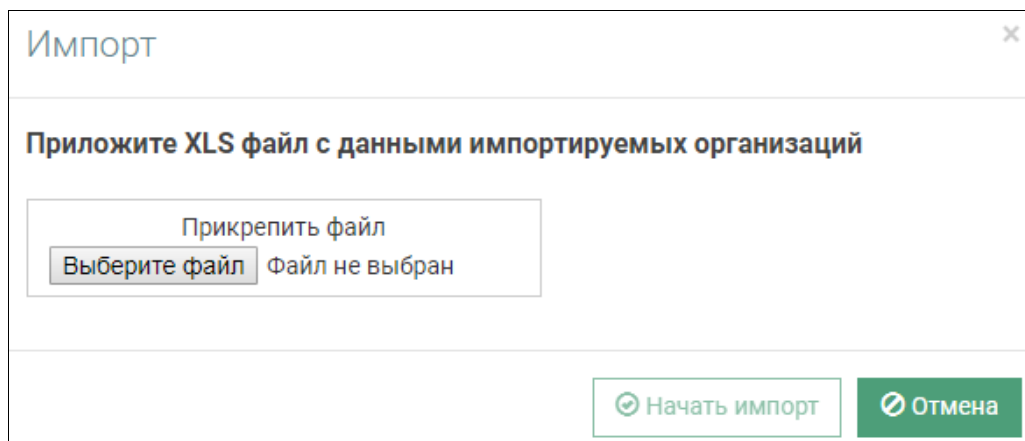 Импорт
Приложите XLS файл с данными импортируемых организаций
Прикрепить файл
Выберите файл Файл не выбран
Начать импорт Отмена